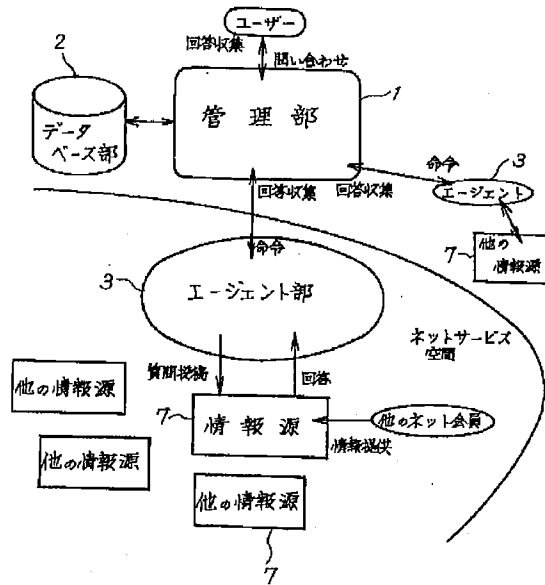 ユーザー
回答収集
問い合わせ
2
1
データ
ベース部
管理部
命令
3
回答収集
回答収集
エージェント
命令
7
他の
情報源
3
エージェント部
ネットサービス
空間
質問投稿
回答
他の情報源
7
情報源
他のネット会員
情報提供
他の情報源
他の情報源
7